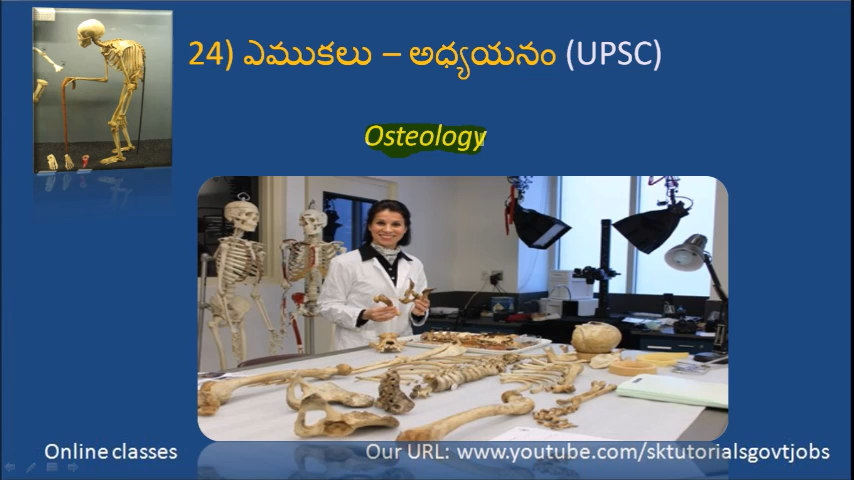 24) ఎముకలు – అధ్యయనం (UPSC)
Osteology
Online classes
Our URL: www.youtube.com/sktutorialsgovtjobs